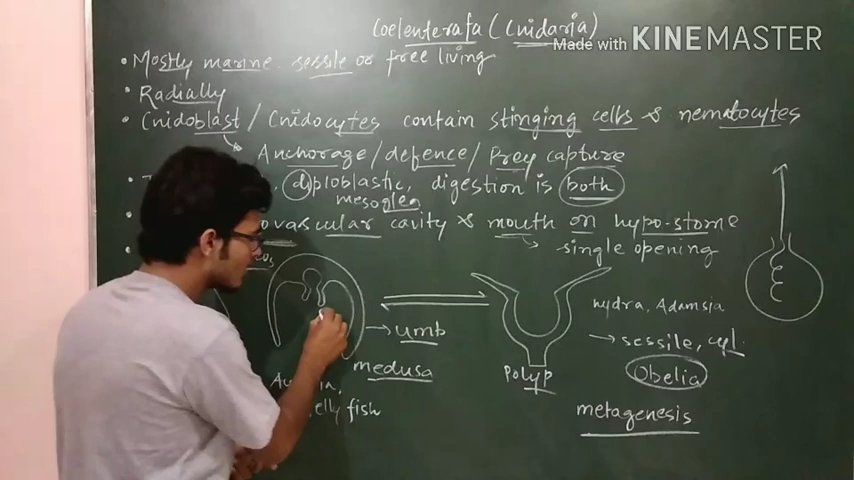 Coelenterafa (Cnidaria)
Made with KINEMASTER
• Mostly marine. sessile or free living
• Radially
• Cnidoblast / Cnidocytes contain stinging cells & nematocytes
Anchorage/defence/Prey capture
, diploblastic, digestion is both
mesoglea
ovascular cavity & mouth on hypo-stome
single opening
hydra, Adamsia
→ umb
→ sessile, cyl.
medusa
Polyp
Obelia
elly fish
metagenesis